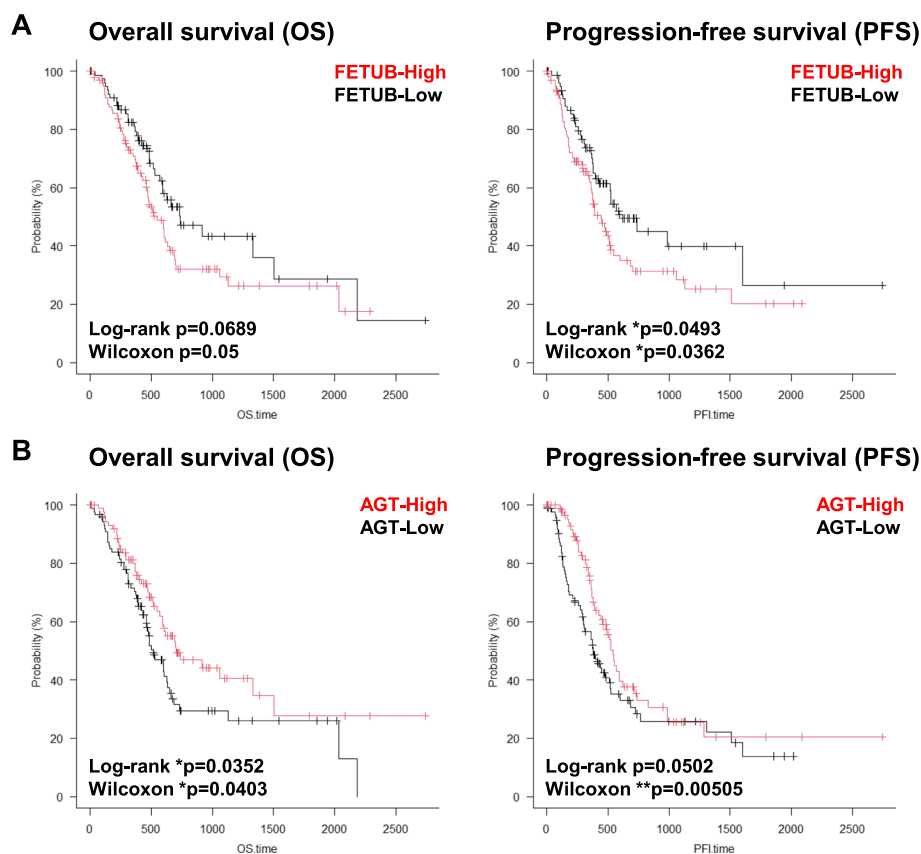 A
Overall survival (OS)
Progression-free survival (PFS)
FETUB-High
FETUB-Low
100
80
60
40
20
0
Probability (%)
Log-rank p=0.0689
Wilcoxon p=0.05
0 500 1000 1500 2000 2500
OS.time
FETUB-High
FETUB-Low
100
80
60
40
20
0
Probability (%)
Log-rank *p=0.0493
Wilcoxon *p=0.0362
0 500 1000 1500 2000 2500
PFI.time
B
Overall survival (OS)
Progression-free survival (PFS)
AGT-High
AGT-Low
100
80
60
40
20
0
Probability (%)
Log-rank *p=0.0352
Wilcoxon *p=0.0403
0 500 1000 1500 2000 2500
OS.time
AGT-High
AGT-Low
100
80
60
40
20
0
Probability (%)
Log-rank p=0.0502
Wilcoxon **p=0.00505
0 500 1000 1500 2000 2500
PFI.time